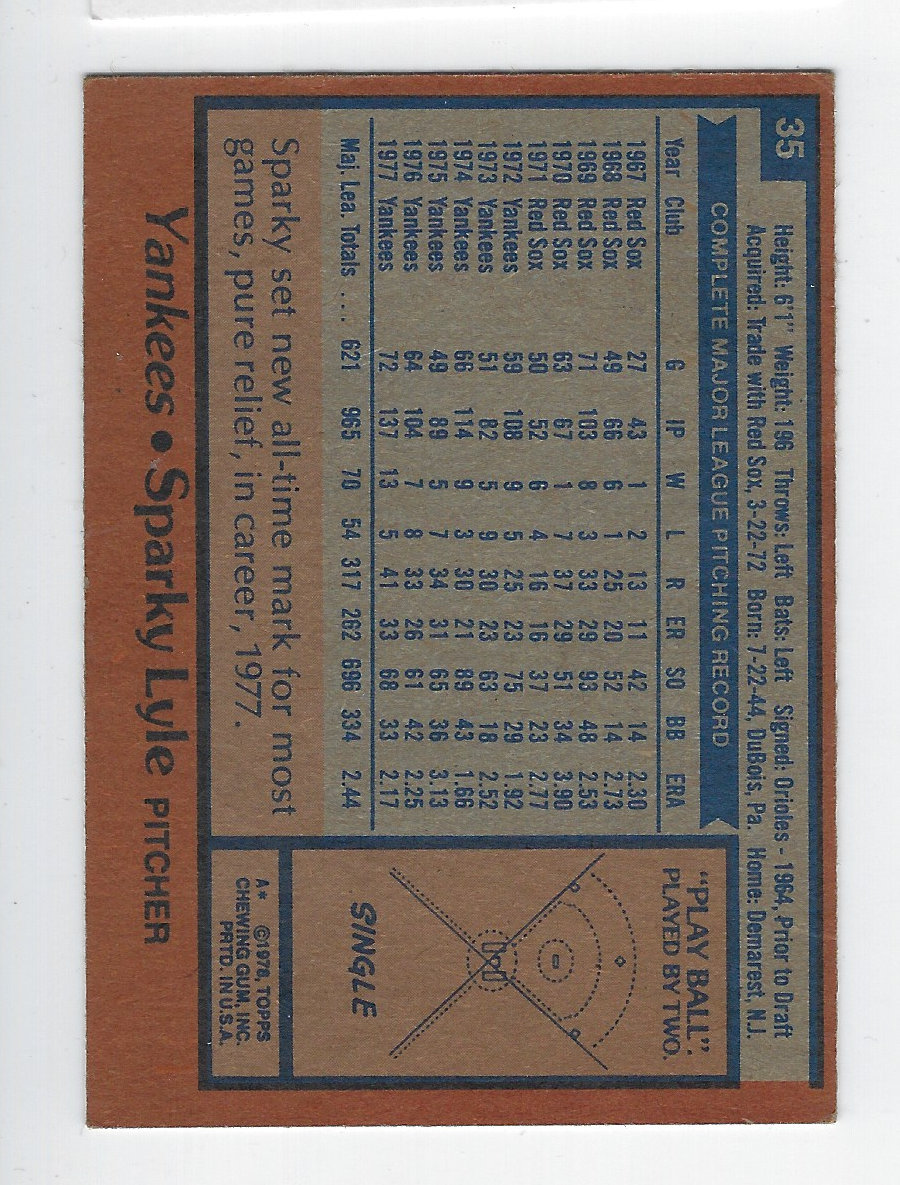 35
Height: 6'1" Weight: 196 Throws: Left Bats: Left Signed: Orioles - 1964, Prior to Draft
Acquired: Trade with Red Sox, 3-22-72 Born: 7-22-44, DuBois, Pa. Home: Demarest, N.J.
COMPLETE MAJOR LEAGUE PITCHING RECORD
Year Club G IP W L R ER SO BB ERA
1967 Red Sox 27 43 1 2 13 11 42 14 2.30
1968 Red Sox 49 66 6 1 25 20 52 14 2.73
1969 Red Sox 71 103 8 3 33 29 93 48 2.53
1970 Red Sox 63 67 1 7 37 29 51 34 3.90
1971 Red Sox 50 52 6 4 16 16 37 23 2.77
1972 Yankees 59 108 9 5 25 23 75 29 1.92
1973 Yankees 51 82 5 9 30 23 63 18 2.52
1974 Yankees 66 114 9 3 30 21 89 43 1.66
1975 Yankees 49 89 5 7 34 31 65 36 3.13
1976 Yankees 64 104 7 8 33 26 61 42 2.25
1977 Yankees 72 137 13 5 41 33 68 33 2.17
Maj. Lea. Totals .... 621 965 70 54 317 262 696 334 2.44
Sparky set new all-time mark for most
games, pure relief, in career, 1977.
"PLAY BALL":
PLAYED BY TWO.
SINGLE
A* ©1978, TOPPS
CHEWING GUM, INC.
PRTD. IN U.S.A.
Yankees • Sparky Lyle PITCHER